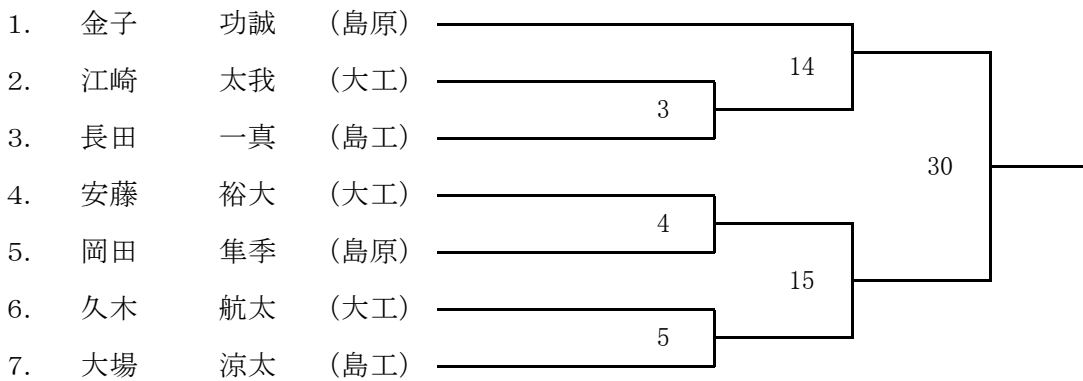 1. 金子 功誠 (島原)
14
2. 江崎 太我 (大工)
3
3. 長田 一真 (島工)
30
4. 安藤 裕大 (大工)
4
5. 岡田 隼季 (島原)
15
6. 久木 航太 (大工)
5
7. 大場 涼太 (島工)